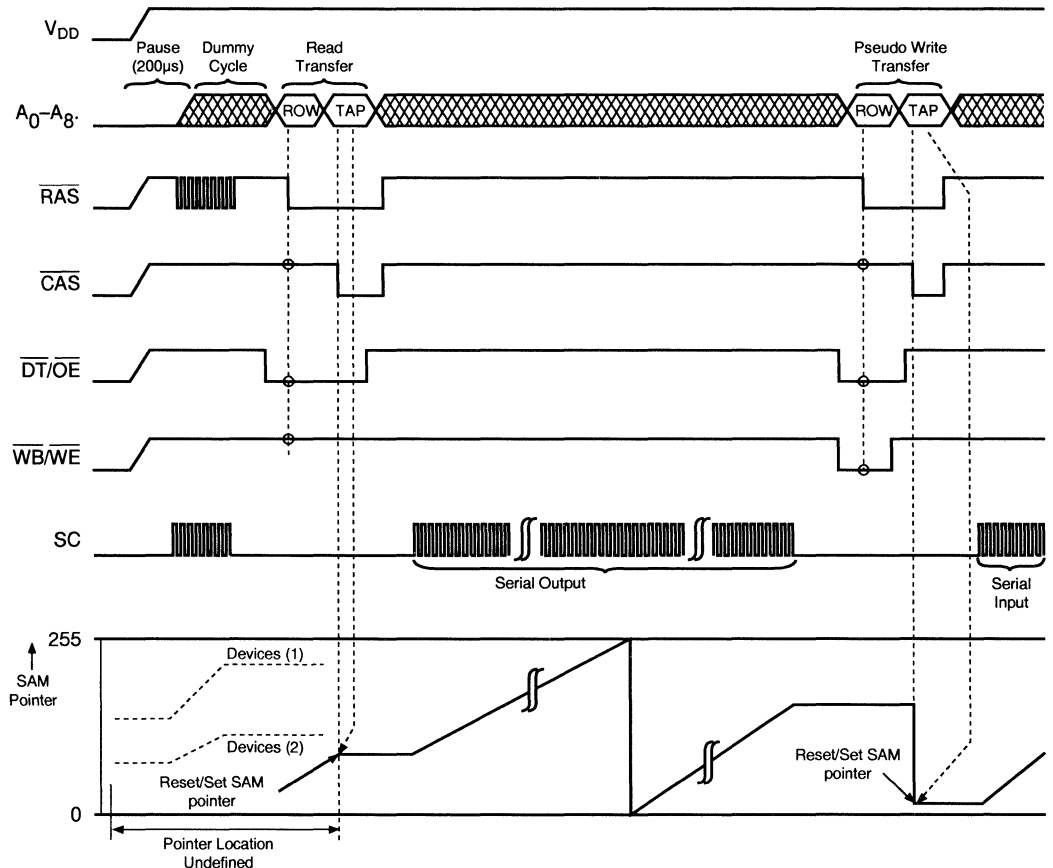 VDD
Pause
(200µs)
Dummy
Cycle
Read
Transfer
Pseudo Write
Transfer
A0–A8.
ROW
TAP
ROW
TAP
RAS
CAS
DT/OE
WB/WE
SC
Serial Output
Serial
Input
255
SAM
Pointer
Devices (1)
Devices (2)
Reset/Set SAM
pointer
Reset/Set SAM
pointer
0
Pointer Location
Undefined